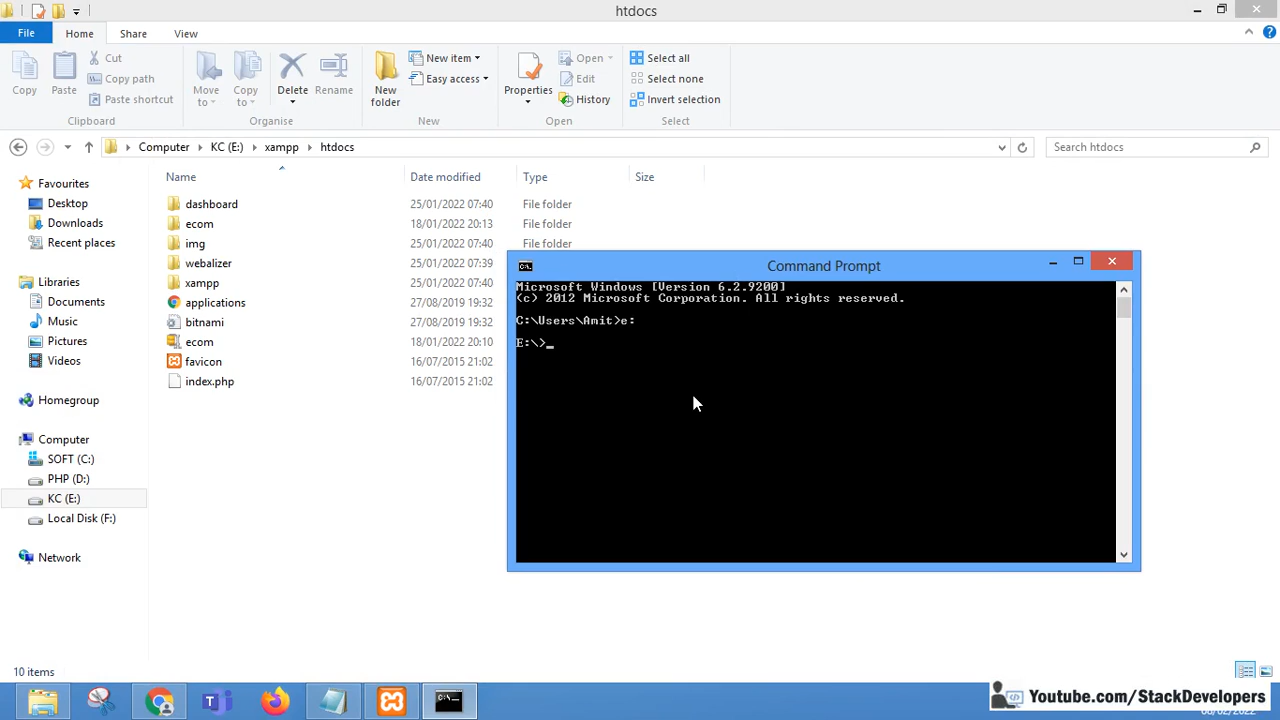 htdocs
File Home Share View
Copy Paste Cut Copy path Paste shortcut Move to Copy to Delete Rename New folder New item Easy access Properties Open Edit History Select all Select none Invert selection
Clipboard Organise New Open Select
Computer KC (E:) xampp htdocs Search htdocs
Name Date modified Type Size
Favourites
Desktop
Downloads
Recent places
Libraries
Documents
Music
Pictures
Videos
Homegroup
Computer
SOFT (C:)
PHP (D:)
KC (E:)
Local Disk (F:)
Network
dashboard 25/01/2022 07:40 File folder
ecom 18/01/2022 20:13 File folder
img 25/01/2022 07:40 File folder
webalizer 25/01/2022 07:39
xampp 25/01/2022 07:40
applications 27/08/2019 19:32
bitnami 27/08/2019 19:32
ecom 18/01/2022 20:10
favicon 16/07/2015 21:02
index.php 16/07/2015 21:02
Command Prompt
Microsoft Windows [Version 6.2.9200]
(c) 2012 Microsoft Corporation. All rights reserved.
C:\Users\Amit>e:
E:\>_
10 items
Youtube.com/StackDevelopers